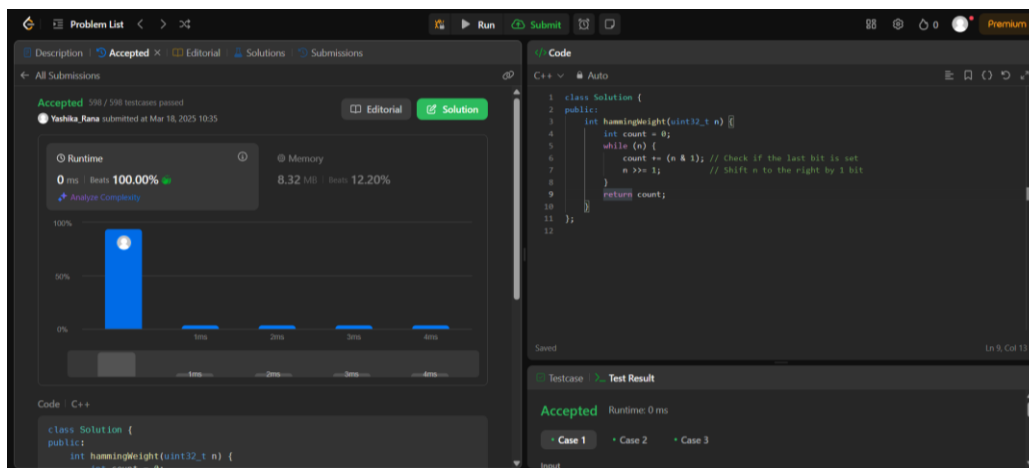 Problem List
Run
Submit
0
Premium
Description
Accepted
Editorial
Solutions
Submissions
All Submissions
Accepted 598 / 598 testcases passed
Yashika_Rana submitted at Mar 18, 2025 10:35
Editorial
Solution
Runtime
0 ms Beats 100.00%
Analyze Complexity
Memory
8.32 MB Beats 12.20%
100%
50%
0%
1ms 2ms 3ms 4ms
1ms 2ms 3ms 4ms
Code C++
class Solution {
public:
int hammingWeight(uint32_t n) {
int count = 0;
</> Code
C++ Auto
1 class Solution {
2 public:
3 int hammingWeight(uint32_t n) {
4 int count = 0;
5 while (n) {
6 count += (n & 1); // Check if the last bit is set
7 n >>= 1; // Shift n to the right by 1 bit
8 }
9 return count;
10 }
11 };
12
Saved
Ln 9, Col 13
Testcase
>_ Test Result
Accepted Runtime: 0 ms
Case 1 Case 2 Case 3
Input